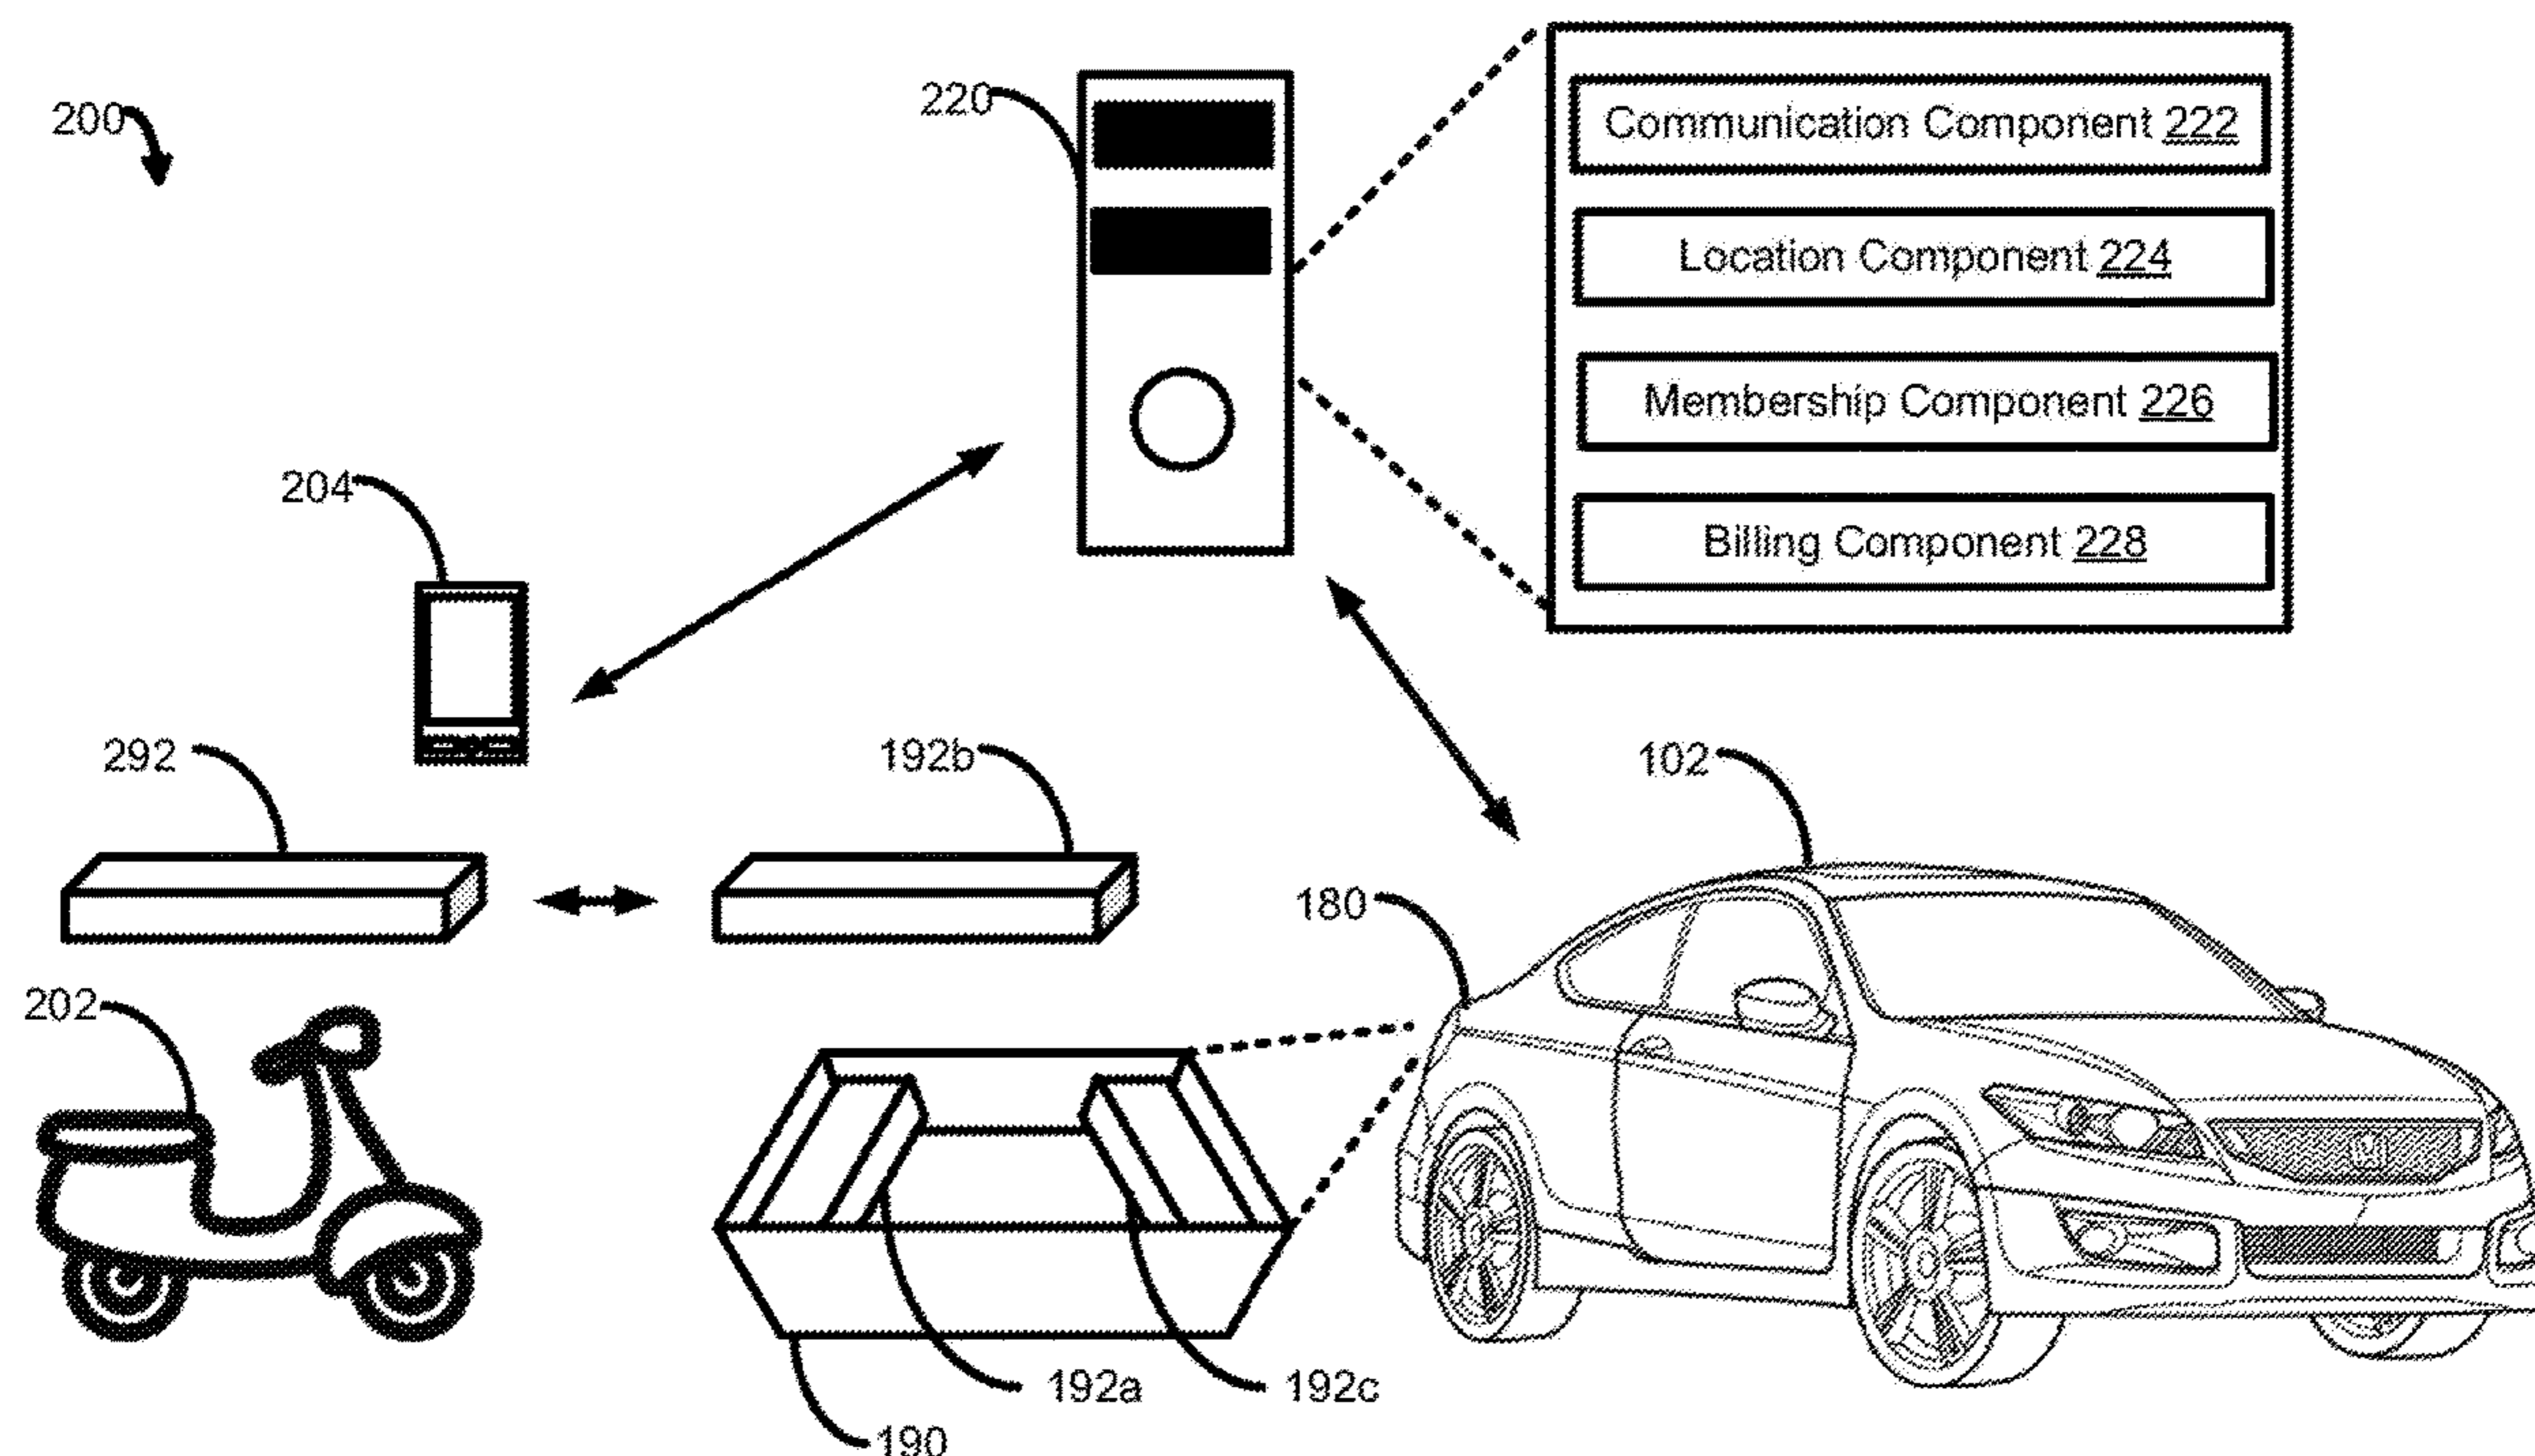 200
220
Communication Component 222
Location Component 224
Membership Component 226
Billing Component 228
204
292
192b
102
180
202
192a
192c
190